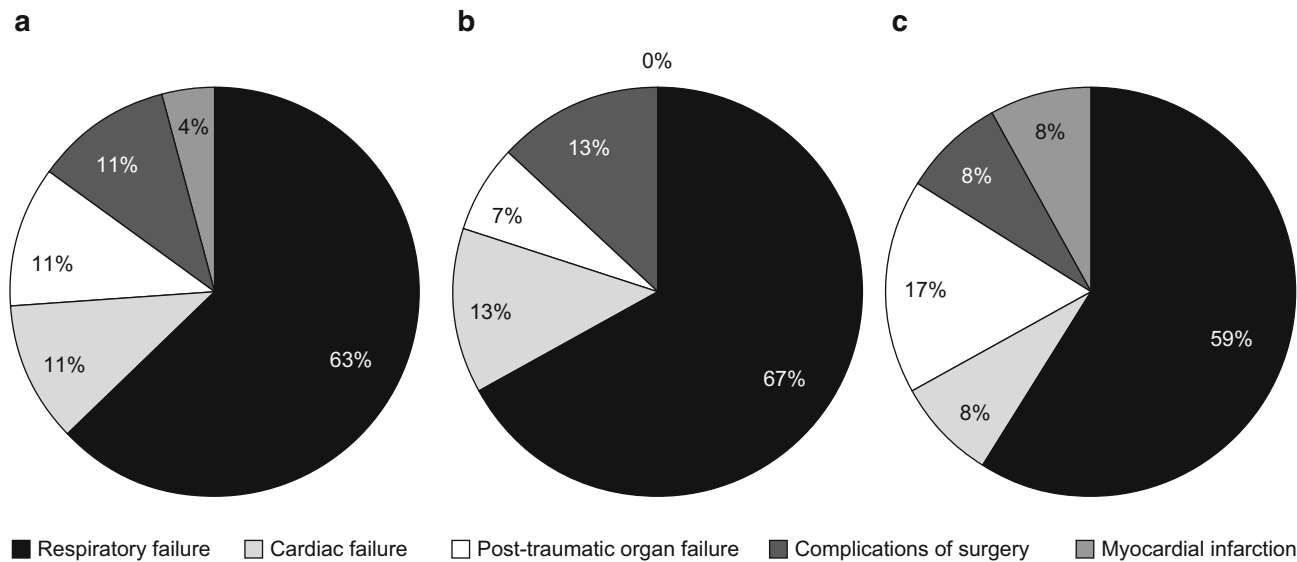 a
b
c
0%
4%
11%
11%
11%
63%
13%
7%
13%
67%
8%
8%
17%
8%
59%
Respiratory failure
Cardiac failure
Post-traumatic organ failure
Complications of surgery
Myocardial infarction